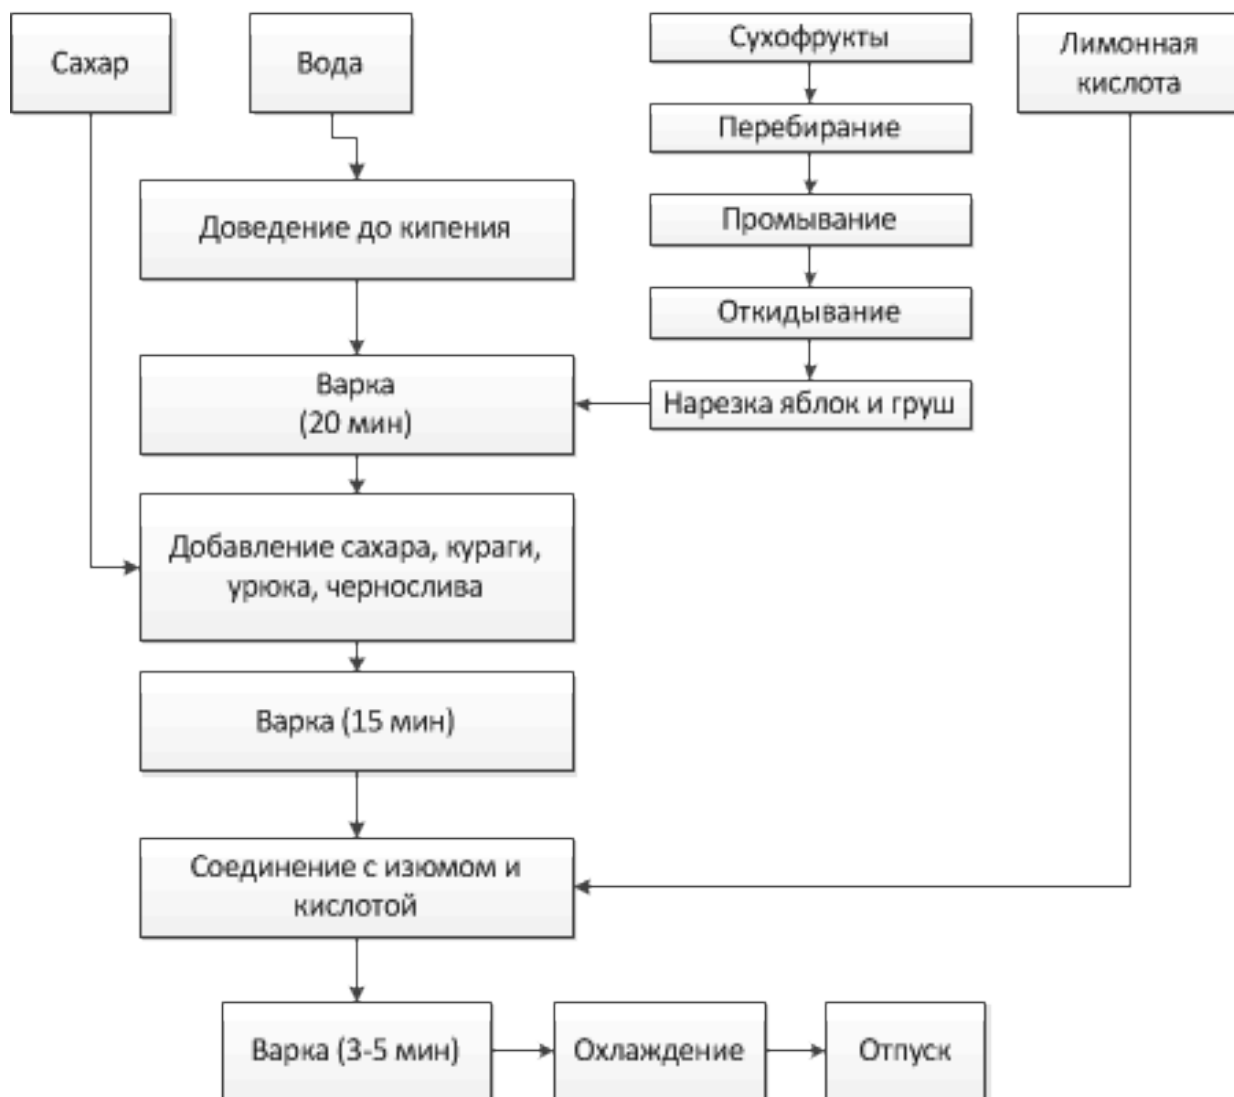 Сахар
Вода
Сухофрукты
Лимонная
кислота
Перебирание
Промывание
Доведение до кипения
Откидывание
Нарезка яблок и груш
Варка
(20 мин)
Добавление сахара, кураги,
урюка, чернослива
Варка (15 мин)
Соединение с изюмом и
кислотой
Варка (3-5 мин)
Охлаждение
Отпуск